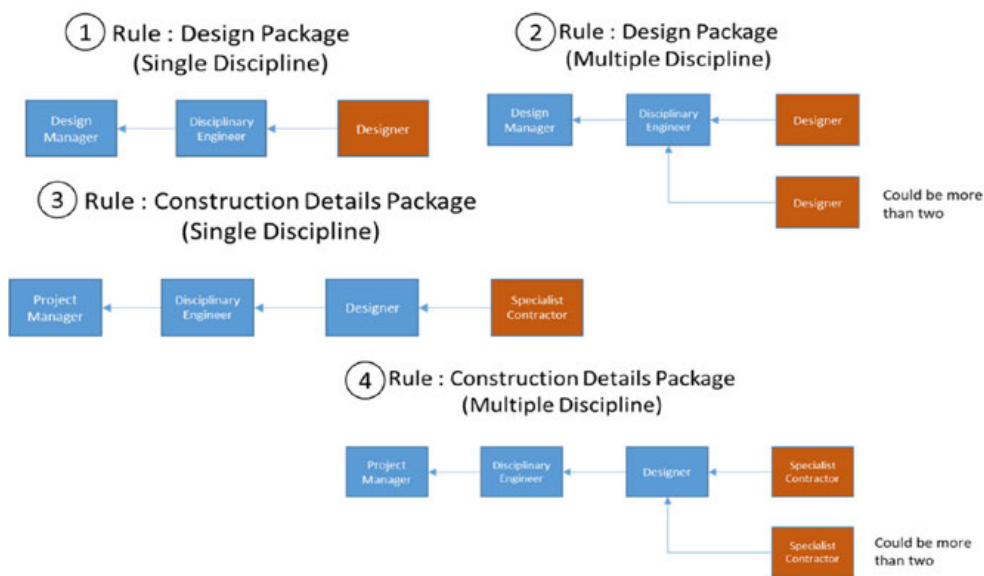 1 Rule : Design Package
(Single Discipline)
Design
Manager
Disciplinary
Engineer
Designer
2 Rule : Design Package
(Multiple Discipline)
Design
Manager
Disciplinary
Engineer
Designer
Designer
Could be more
than two
3 Rule : Construction Details Package
(Single Discipline)
Project
Manager
Disciplinary
Engineer
Designer
Specialist
Contractor
4 Rule : Construction Details Package
(Multiple Discipline)
Project
Manager
Disciplinary
Engineer
Designer
Specialist
Contractor
Specialist
Contractor
Could be more
than two